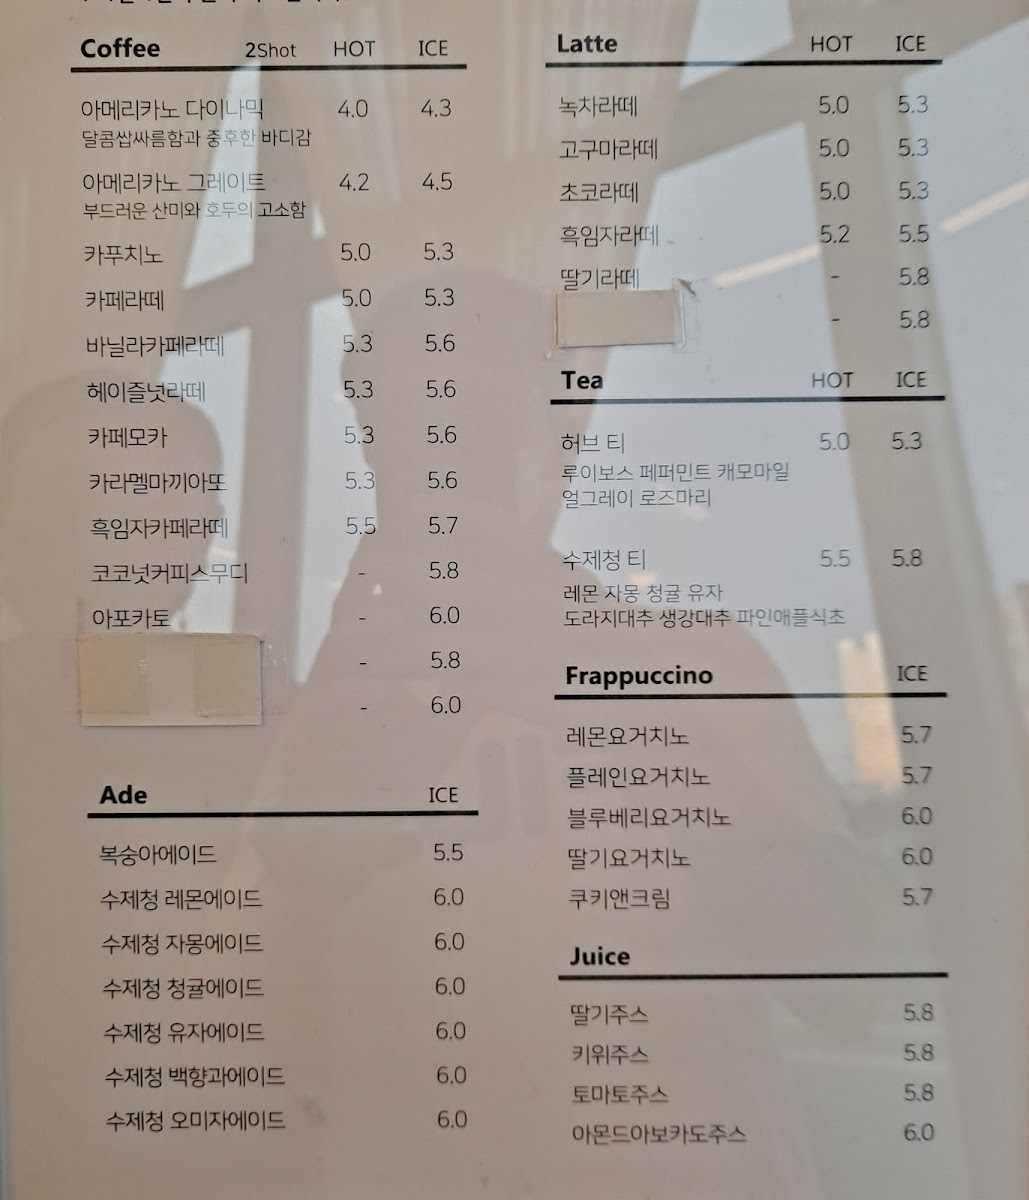 Coffee 2Shot HOT ICE
아메리카노 다이나믹 4.0 4.3
달콤쌉싸름함과 중후한 바디감
아메리카노 그레이트 4.2 4.5
부드러운 산미와 호두의 고소함
카푸치노 5.0 5.3
카페라떼 5.0 5.3
바닐라카페라떼 5.3 5.6
헤이즐넛라떼 5.3 5.6
카페모카 5.3 5.6
카라멜마끼아또 5.3 5.6
흑임자카페라떼 5.5 5.7
코코넛커피스무디 - 5.8
아포카토 - 6.0
- 5.8
- 6.0
Ade ICE
복숭아에이드 5.5
수제청 레몬에이드 6.0
수제청 자몽에이드 6.0
수제청 청귤에이드 6.0
수제청 유자에이드 6.0
수제청 백향과에이드 6.0
수제청 오미자에이드 6.0
Latte HOT ICE
녹차라떼 5.0 5.3
고구마라떼 5.0 5.3
초코라떼 5.0 5.3
흑임자라떼 5.2 5.5
딸기라떼 - 5.8
- 5.8
Tea HOT ICE
허브 티 5.0 5.3
루이보스 페퍼민트 캐모마일
얼그레이 로즈마리
수제청 티 5.5 5.8
레몬 자몽 청귤 유자
도라지대추 생강대추 파인애플식초
Frappuccino ICE
레몬요거치노 5.7
플레인요거치노 5.7
블루베리요거치노 6.0
딸기요거치노 6.0
쿠키앤크림 5.7
Juice
딸기주스 5.8
키위주스 5.8
토마토주스 5.8
아몬드아보카도주스 6.0